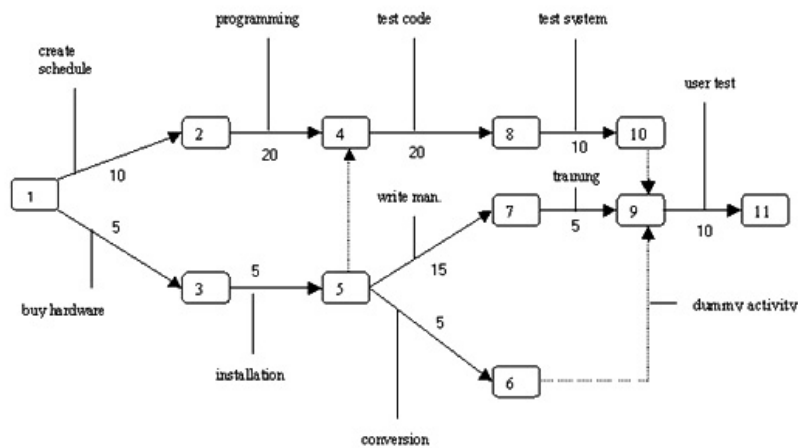 programming
test code
test system
create
schedule
user test
2
4
8
10
20
20
10
10
training
1
write man.
7
9
11
5
5
10
5
15
3
5
buy hardware
5
dummy activity
installation
6
conversion